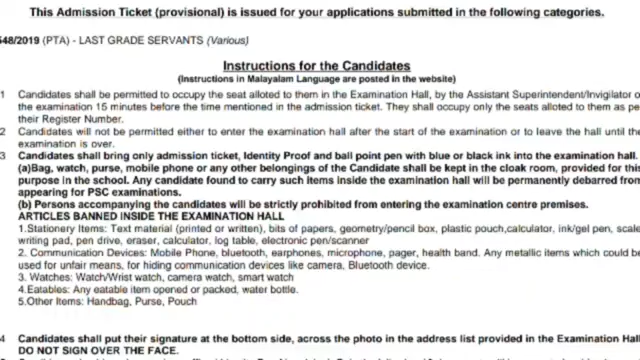 This Admission Ticket (provisional) is issued for your applications submitted in the following categories.
548/2019 (PTA) - LAST GRADE SERVANTS (Various)
Instructions for the Candidates
(Instructions in Malayalam Language are posted in the website)
1 Candidates shall be permitted to occupy the seat alloted to them in the Examination Hall, by the Assistant Superintendent/Invigilator o
the examination 15 minutes before the time mentioned in the admission ticket. They shall occupy only the seats alloted to them as pe
their Register Number.
2 Candidates will not be permitted either to enter the examination hall after the start of the examination or to leave the hall until the
examination is over.
3 Candidates shall bring only admission ticket, Identity Proof and ball point pen with blue or black ink into the examination hall.
(a)Bag, watch, purse, mobile phone or any other belongings of the Candidate shall be kept in the cloak room, provided for this
purpose in the school. Any candidate found to carry such items inside the examination hall will be permanently debarred from
appearing for PSC examinations.
(b) Persons accompanying the candidates will be strictly prohibited from entering the examination centre premises.
ARTICLES BANNED INSIDE THE EXAMINATION HALL
1.Stationery Items: Text material (printed or written), bits of papers, geometry/pencil box, plastic pouch,calculator, ink/gel pen, scale
writing pad, pen drive, eraser, calculator, log table, electronic pen/scanner
2. Communication Devices: Mobile Phone, bluetooth, earphones, microphone, pager, health band. Any metallic items which could be
used for unfair means, for hiding communication devices like camera, Bluetooth device.
3. Watches: Watch/Wrist watch, camera watch, smart watch
4.Eatables: Any eatable item opened or packed, water bottle.
5.Other Items: Handbag, Purse, Pouch
4 Candidates shall put their signature at the bottom side, across the photo in the address list provided in the Examination Hall
DO NOT SIGN OVER THE FACE.